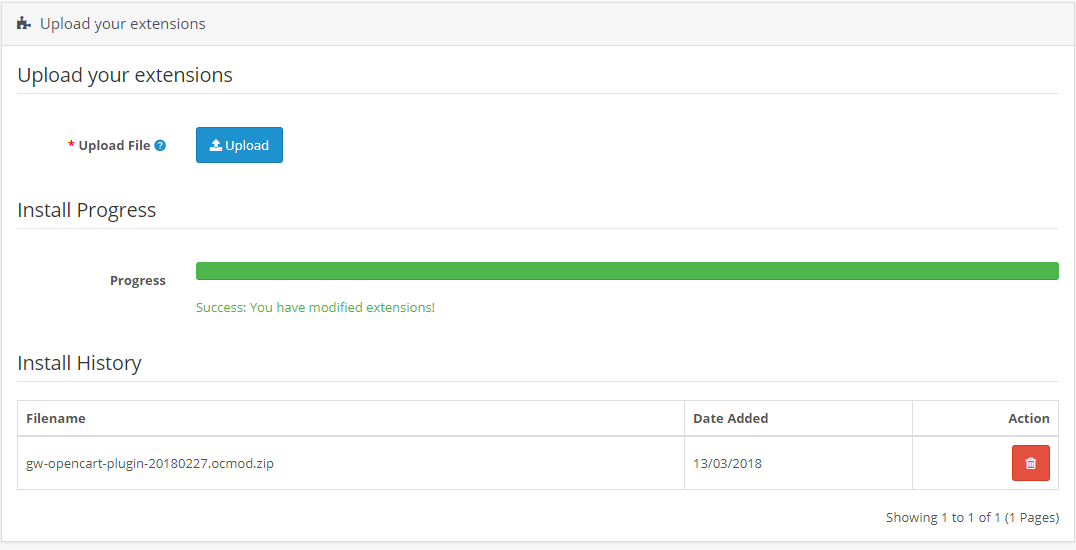 Upload your extensions
Upload your extensions
* Upload File ?
Upload
Install Progress
Progress
Success: You have modified extensions!
Install History
Filename Date Added Action
gw-opencart-plugin-20180227.ocmod.zip 13/03/2018
Showing 1 to 1 of 1 (1 Pages)